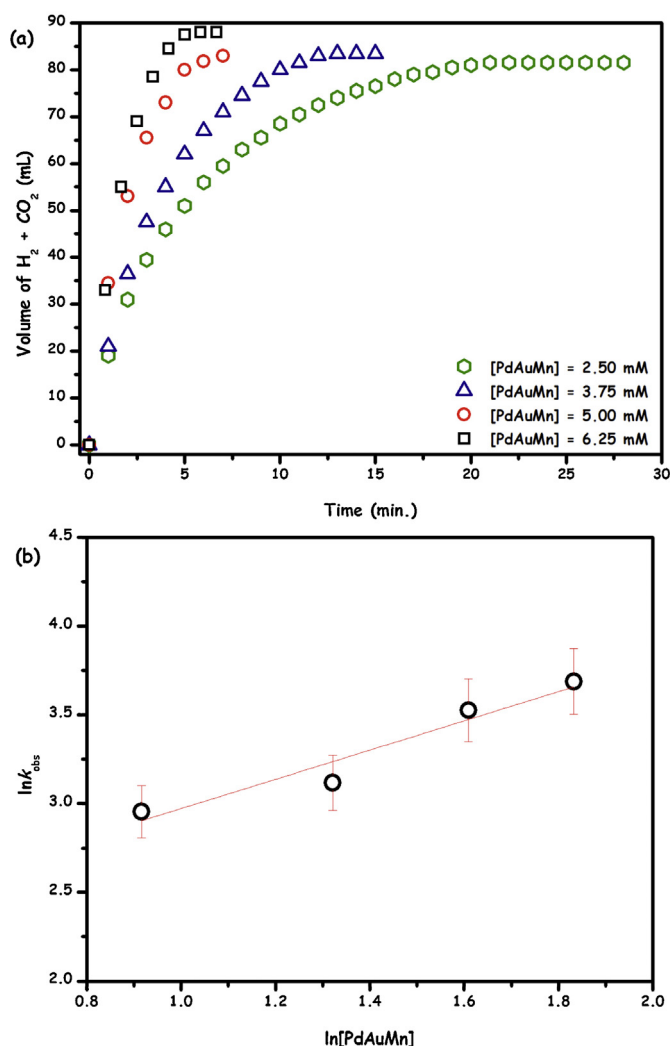 (a)
90
80
70
60
50
40
30
20
10
0
Volume of H2 + CO2 (mL)
[PdAuMn] = 2.50 mM
[PdAuMn] = 3.75 mM
[PdAuMn] = 5.00 mM
[PdAuMn] = 6.25 mM
0 5 10 15 20 25 30
Time (min.)
(b)
4.5
4.0
3.5
3.0
2.5
2.0
lnkobs
0.8 1.0 1.2 1.4 1.6 1.8 2.0
ln[PdAuMn]